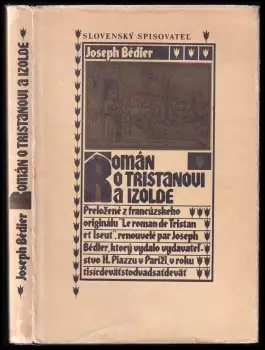 Joseph Bédier ROMÁN O TRISTANOVI A IZOLDE
SLOVENSKÝ SPISOVATEĽ
Joseph Bédier
Román
O TRISTANOVI
A IZOLDE
Preložené z francúzskeho
originálu "Le roman de Tristan
et Iseut", renouvelé par Joseph
Bédier, ktorý vydalo vydavateľ-
stvo H. Piazzu v Paríži, v roku
tisícdeväťstodvadsaťdeväť